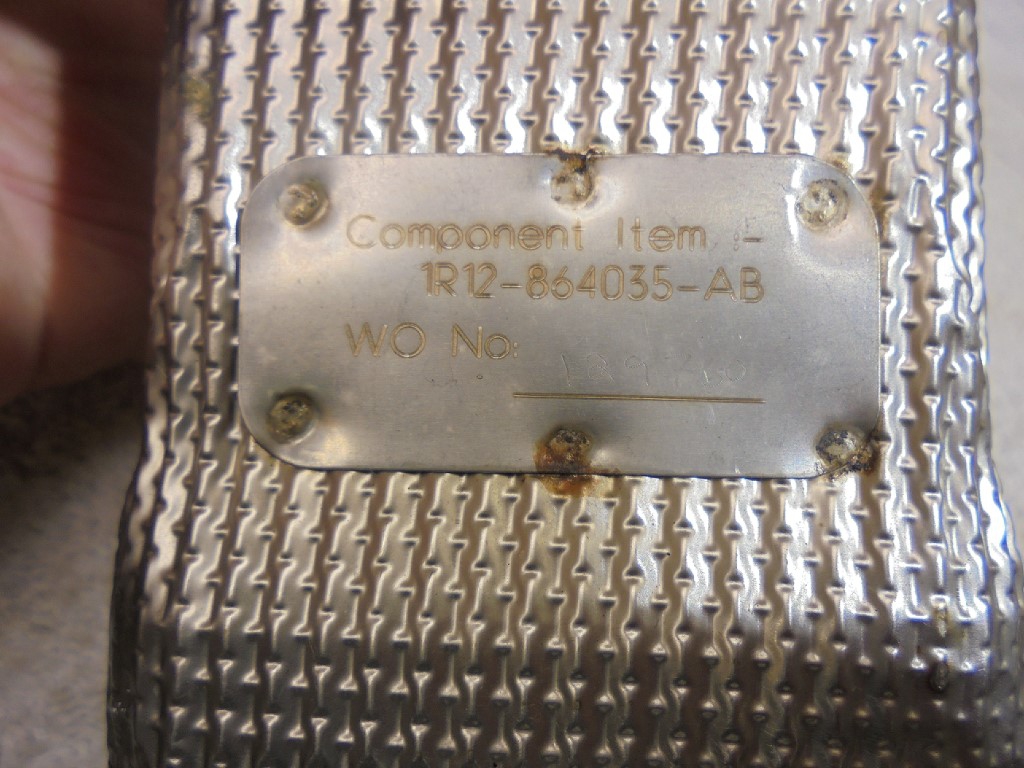 Component Item :-
1R12-864035-AB
WO No: